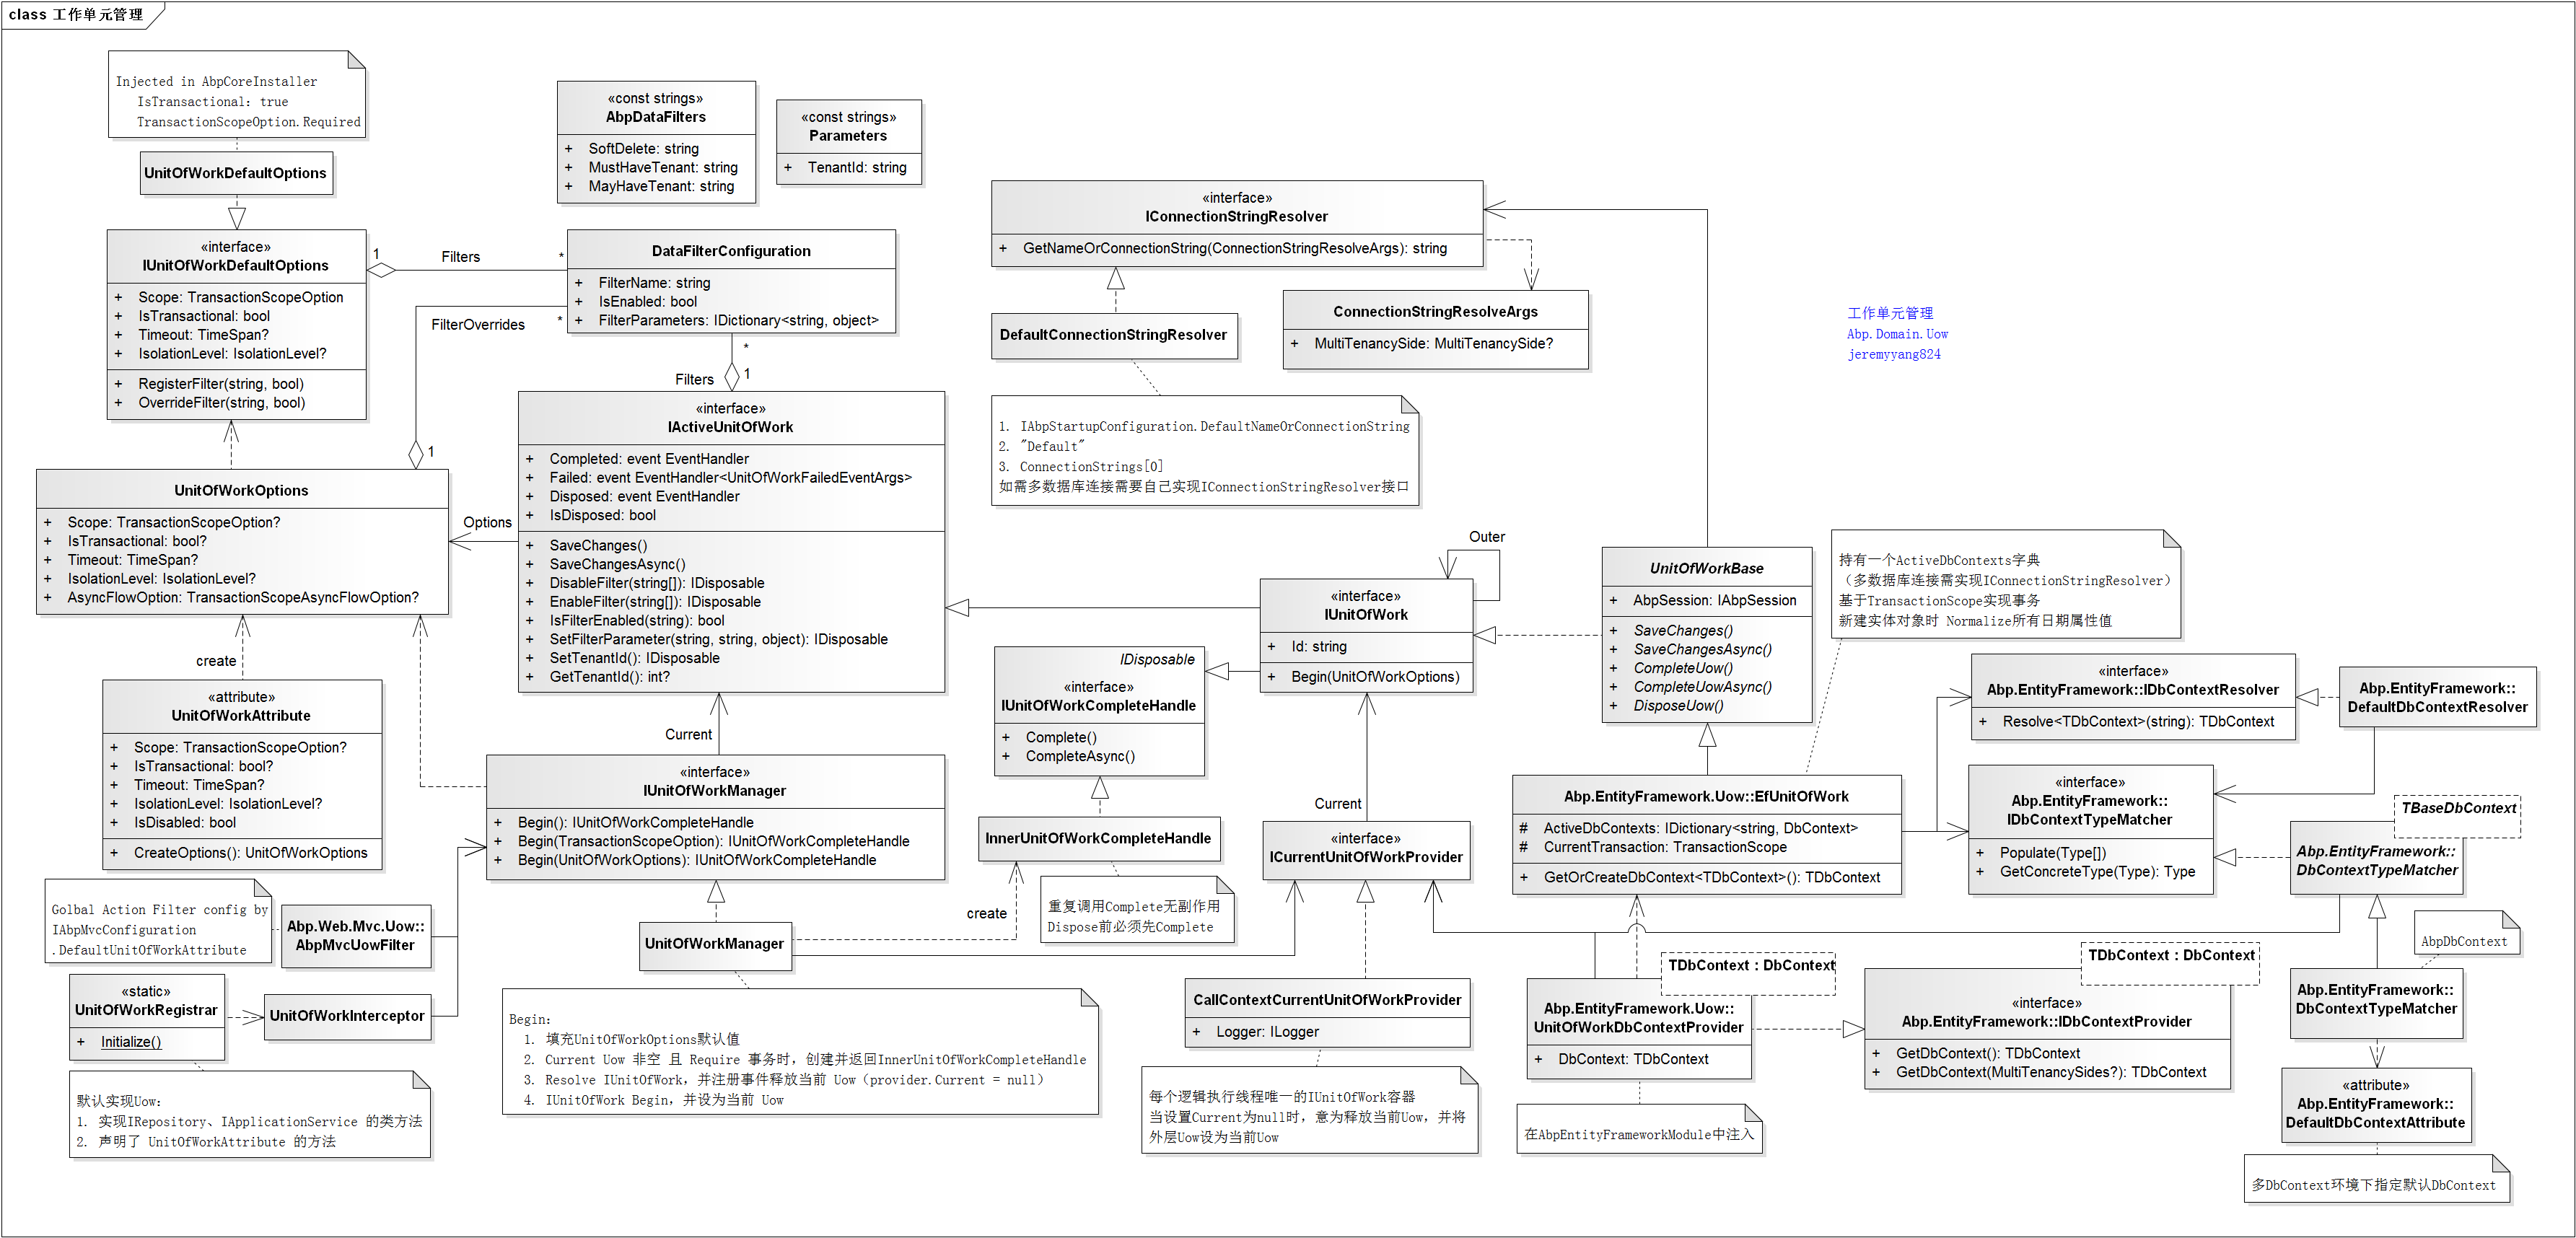 class 工作单元管理
Injected in AbpCoreInstaller
IsTransactional: true
TransactionScopeOption.Required
UnitOfWorkDefaultOptions
«interface»
IUnitOfWorkDefaultOptions
+ Scope: TransactionScopeOption
+ IsTransactional: bool
+ Timeout: TimeSpan?
+ IsolationLevel: IsolationLevel?
+ RegisterFilter(string, bool)
+ OverrideFilter(string, bool)
«const strings»
AbpDataFilters
+ SoftDelete: string
+ MustHaveTenant: string
+ MayHaveTenant: string
«const strings»
Parameters
+ TenantId: string
1
Filters
*
DataFilterConfiguration
+ FilterName: string
+ IsEnabled: bool
+ FilterParameters: IDictionary<string, object>
FilterOverrides
*
1
*
1
Filters
UnitOfWorkOptions
+ Scope: TransactionScopeOption?
+ IsTransactional: bool?
+ Timeout: TimeSpan?
+ IsolationLevel: IsolationLevel?
+ AsyncFlowOption: TransactionScopeAsyncFlowOption?
Options
«interface»
IActiveUnitOfWork
+ Completed: event EventHandler
+ Failed: event EventHandler<UnitOfWorkFailedEventArgs>
+ Disposed: event EventHandler
+ IsDisposed: bool
+ SaveChanges()
+ SaveChangesAsync()
+ DisableFilter(string[]): IDisposable
+ EnableFilter(string[]): IDisposable
+ IsFilterEnabled(string): bool
+ SetFilterParameter(string, string, object): IDisposable
+ SetTenantId(): IDisposable
+ GetTenantId(): int?
«interface»
IConnectionStringResolver
+ GetNameOrConnectionString(ConnectionStringResolveArgs): string
DefaultConnectionStringResolver
ConnectionStringResolveArgs
+ MultiTenancySide: MultiTenancySide?
1. IAbpStartupConfiguration.DefaultNameOrConnectionString
2. "Default"
3. ConnectionStrings[0]
如需多数据库连接需要自己实现IConnectionStringResolver接口
工作单元管理
Abp.Domain.Uow
jeremyyang824
Outer
«interface»
IUnitOfWork
+ Id: string
+ Begin(UnitOfWorkOptions)
UnitOfWorkBase
+ AbpSession: IAbpSession
+ SaveChanges()
+ SaveChangesAsync()
+ CompleteUow()
+ CompleteUowAsync()
+ DisposeUow()
持有一个ActiveDbContexts字典
（多数据库连接需实现IConnectionStringResolver）
基于TransactionScope实现事务
新建实体对象时 Normalize所有日期属性值
create
«attribute»
UnitOfWorkAttribute
+ Scope: TransactionScopeOption?
+ IsTransactional: bool?
+ Timeout: TimeSpan?
+ IsolationLevel: IsolationLevel?
+ IsDisabled: bool
+ CreateOptions(): UnitOfWorkOptions
Current
«interface»
IUnitOfWorkManager
+ Begin(): IUnitOfWorkCompleteHandle
+ Begin(TransactionScopeOption): IUnitOfWorkCompleteHandle
+ Begin(UnitOfWorkOptions): IUnitOfWorkCompleteHandle
IDisposable
«interface»
IUnitOfWorkCompleteHandle
+ Complete()
+ CompleteAsync()
InnerUnitOfWorkCompleteHandle
重复调用Complete无副作用
Dispose前必须先Complete
Current
«interface»
ICurrentUnitOfWorkProvider
Abp.EntityFramework.Uow::EfUnitOfWork
# ActiveDbContexts: IDictionary<string, DbContext>
# CurrentTransaction: TransactionScope
+ GetOrCreateDbContext<TDbContext>(): TDbContext
«interface»
Abp.EntityFramework::IDbContextResolver
+ Resolve<TDbContext>(string): TDbContext
Abp.EntityFramework::
DefaultDbContextResolver
«interface»
Abp.EntityFramework::
IDbContextTypeMatcher
+ Populate(Type[])
+ GetConcreteType(Type): Type
TBaseDbContext
Abp.EntityFramework::
DbContextTypeMatcher
AbpDbContext
Golbal Action Filter config by
IAbpMvcConfiguration
.DefaultUnitOfWorkAttribute
Abp.Web.Mvc.Uow::
AbpMvcUowFilter
«static»
UnitOfWorkRegistrar
+ Initialize()
UnitOfWorkInterceptor
默认实现Uow:
1. 实现IRepository、IApplicationService 的类方法
2. 声明了 UnitOfWorkAttribute 的方法
UnitOfWorkManager
create
Begin:
1. 填充UnitOfWorkOptions默认值
2. Current Uow 非空 且 Require 事务时，创建并返回InnerUnitOfWorkCompleteHandle
3. Resolve IUnitOfWork，并注册事件释放当前 Uow（provider.Current = null）
4. IUnitOfWork Begin，并设为当前 Uow
CallContextCurrentUnitOfWorkProvider
+ Logger: ILogger
每个逻辑执行线程唯一的IUnitOfWork容器
当设置Current为null时，意为释放当前Uow，并将
外层Uow设为当前Uow
TDbContext : DbContext
Abp.EntityFramework.Uow::
UnitOfWorkDbContextProvider
+ DbContext: TDbContext
在AbpEntityFrameworkModule中注入
TDbContext : DbContext
«interface»
Abp.EntityFramework::IDbContextProvider
+ GetDbContext(): TDbContext
+ GetDbContext(MultiTenancySides?): TDbContext
Abp.EntityFramework::
DbContextTypeMatcher
«attribute»
Abp.EntityFramework::
DefaultDbContextAttribute
多DbContext环境下指定默认DbContext